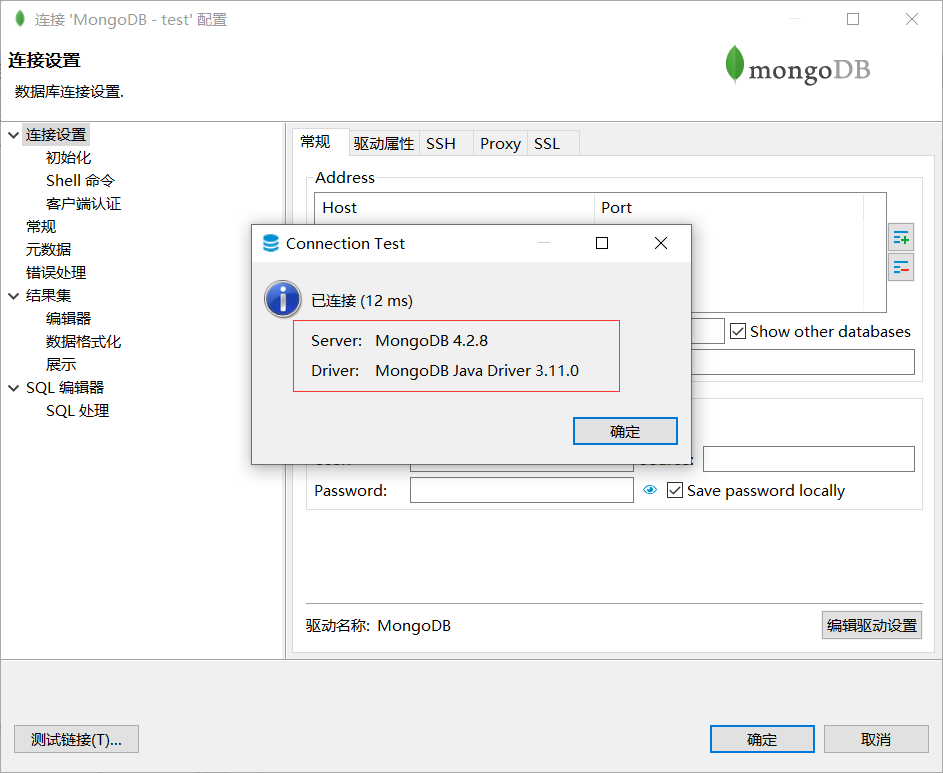 连接 'MongoDB - test' 配置
连接设置
数据库连接设置.
mongoDB
连接设置
初始化
Shell 命令
客户端认证
常规
元数据
错误处理
结果集
编辑器
数据格式化
展示
SQL 编辑器
SQL 处理
常规 驱动属性 SSH Proxy SSL
Address
Host Port
Show other databases
Connection Test
已连接 (12 ms)
Server: MongoDB 4.2.8
Driver: MongoDB Java Driver 3.11.0
确定
Password: Save password locally
驱动名称: MongoDB 编辑驱动设置
测试链接(T)... 确定 取消